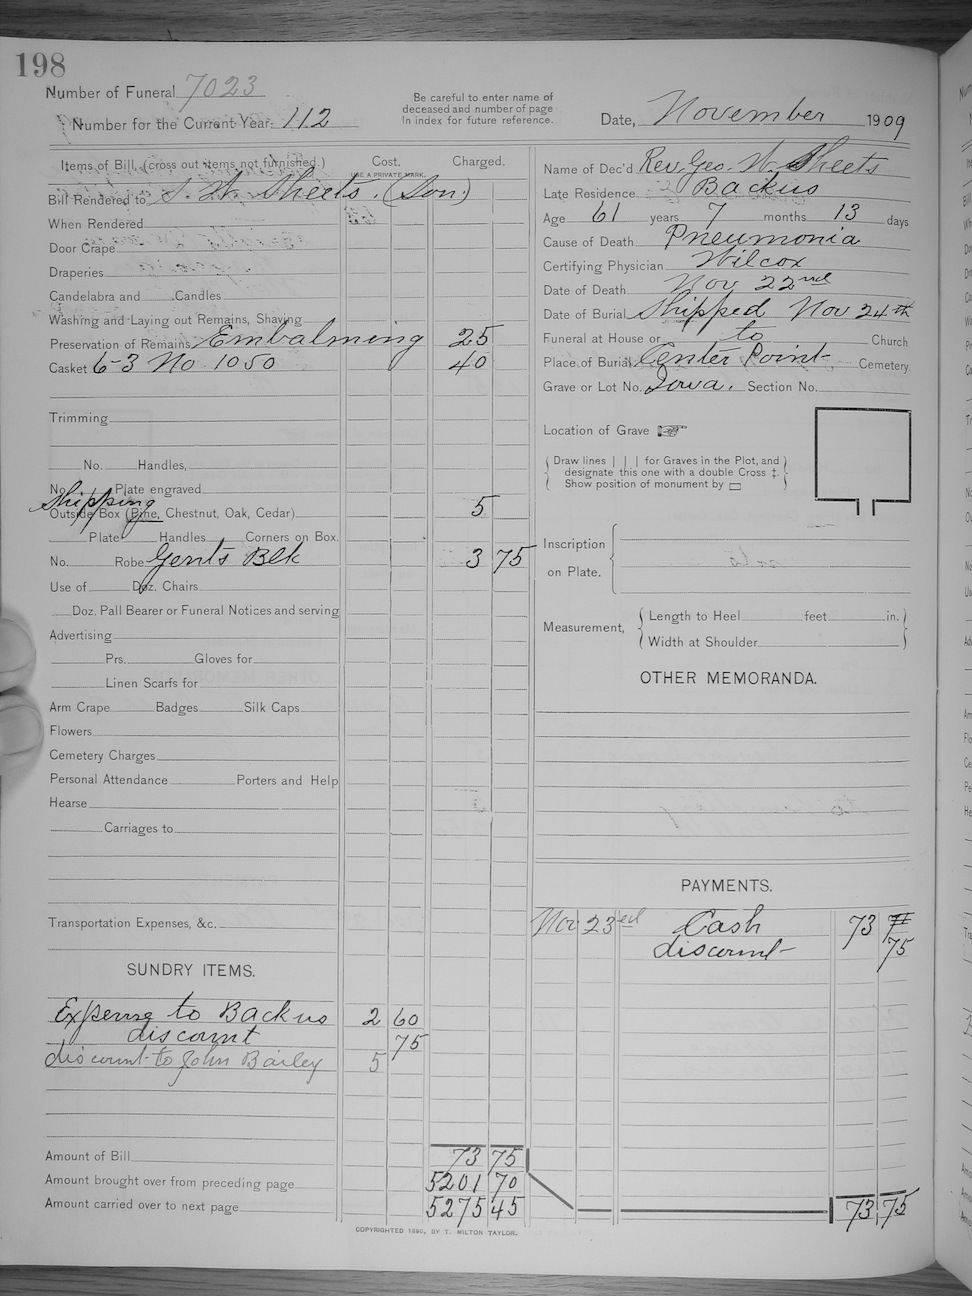 198
Number of Funeral 7023
Number for the Current Year. 112
Be careful to enter name of
deceased and number of page
In index for future reference.
Date, November 1909
Items of Bill, (cross out items not furnished.) Cost. Charged.
USE A PRIVATE MARK.
Bill Rendered to S. W. Sheets. (Son.)
When Rendered
Door Crape
Draperies
Candelabra and Candles
Washing and Laying out Remains, Shaving
Preservation of Remains Embalming 25
Casket 6-3 No. 1050 40
Trimming
No. Handles,
No. Plate engraved
Shipping
Outside Box (Pine, Chestnut, Oak, Cedar) 5
Plate Handles Corners on Box.
No. Robe Gents Blk 3 75
Use of Doz. Chairs
Doz. Pall Bearer or Funeral Notices and serving
Advertising
Prs. Gloves for
Linen Scarfs for
Arm Crape Badges Silk Caps
Flowers
Cemetery Charges
Personal Attendance Porters and Help
Hearse
Carriages to
Transportation Expenses, &c.
SUNDRY ITEMS.
Expense to Backus 2 60
discount 75
discount to John Bailey 5
Amount of Bill 73 75
Amount brought over from preceding page 5201 70
Amount carried over to next page 5275 45
COPYRIGHTED 1890, BY T. MILTON TAYLOR.
Name of Dec'd Rev. Geo. W. Sheets
Late Residence Backus
Age 61 years 7 months 13 days
Cause of Death Pneumonia
Certifying Physician Wilcox
Date of Death Nov 22nd
Date of Burial Shipped Nov 24th
Funeral at House or to Church
Place of Burial Center Point Cemetery.
Grave or Lot No. Iowa. Section No.
Location of Grave
Draw lines | | | for Graves in the Plot, and
designate this one with a double Cross ‡.
Show position of monument by
Inscription
on Plate.
Measurement, Length to Heel feet in.
Width at Shoulder
OTHER MEMORANDA.
PAYMENTS.
Nov 23ed Cash 73
discount 75
73 75